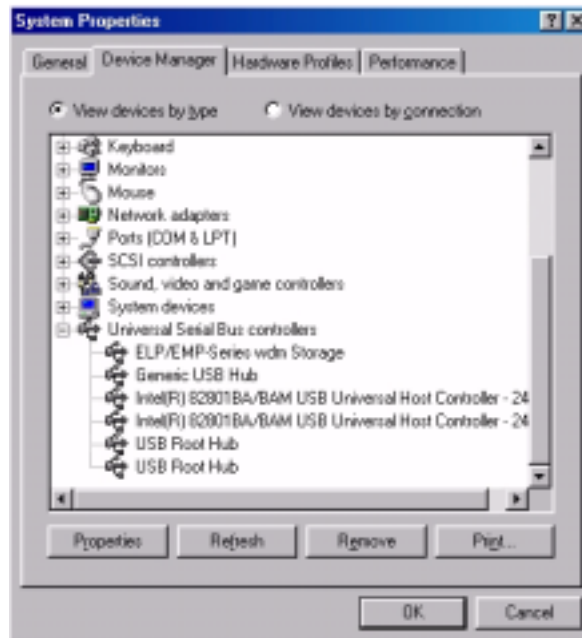 System Properties
General Device Manager Hardware Profiles Performance
View devices by type View devices by connection
Keyboard
Monitors
Mouse
Network adapters
Ports (COM & LPT)
SCSI controllers
Sound, video and game controllers
System devices
Universal Serial Bus controllers
ELP/EMP-Series wdm Storage
Generic USB Hub
Intel(R) 82801BA/BAM USB Universal Host Controller - 24
Intel(R) 82801BA/BAM USB Universal Host Controller - 24
USB Root Hub
USB Root Hub
Properties Refresh Remove Print...
OK Cancel